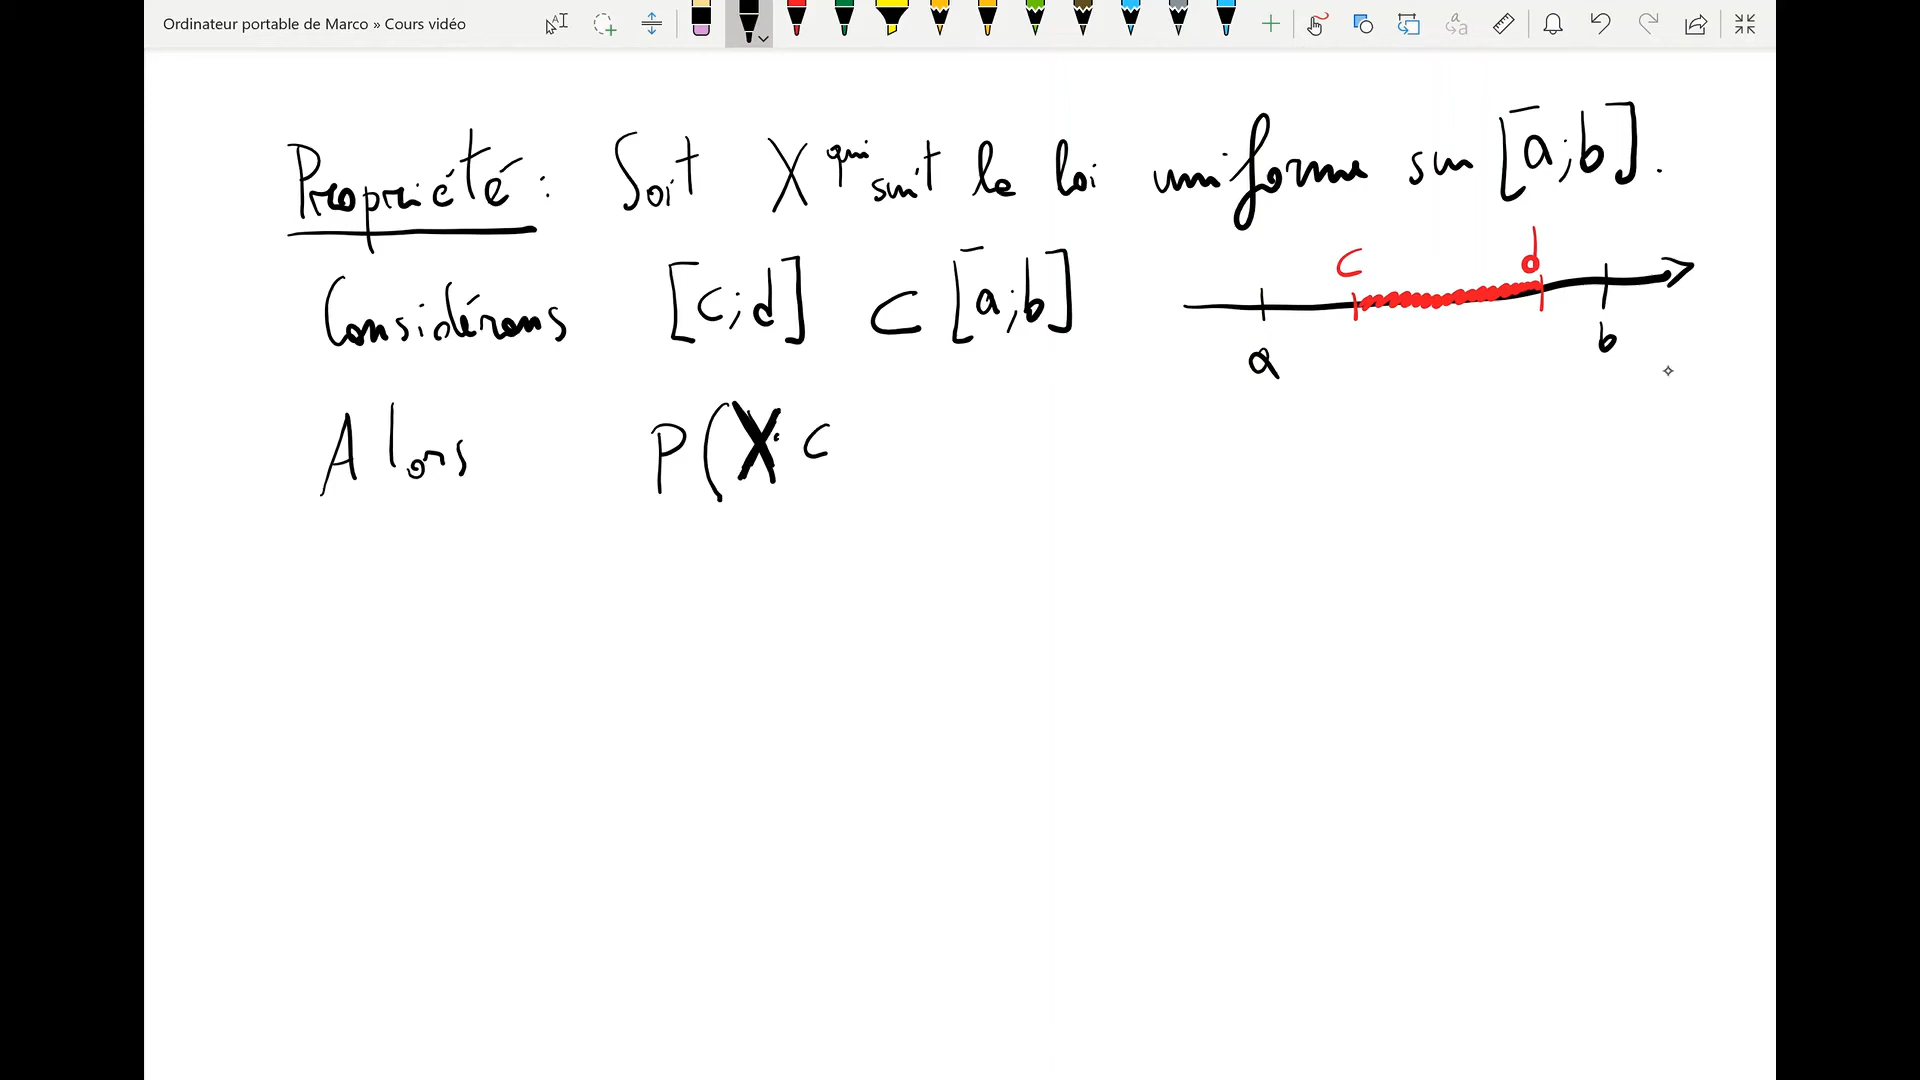 Ordinateur portable de Marco » Cours vidéo
Propriété : Soit X qui suit la loi uniforme sur [a;b].
Considérons [c;d] ⊂ [a;b]
c d
a b
Alors P(X c